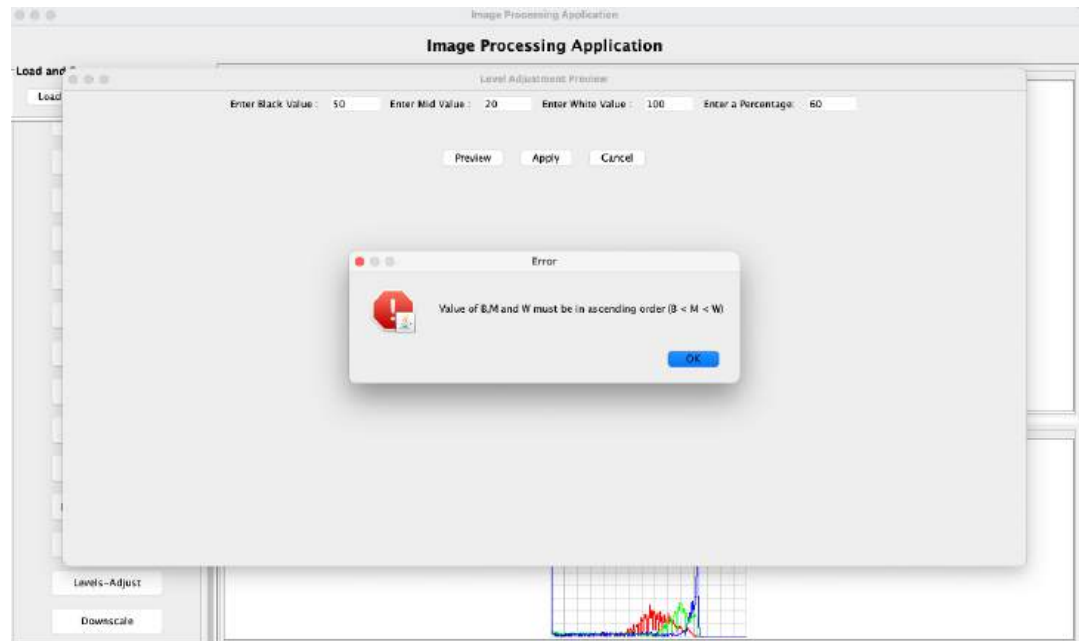 Image Processing Application
Image Processing Application
Load and
Level Adjustment Preview
Load
Enter Black Value : 50 Enter Mid Value : 20 Enter White Value : 100 Enter a Percentage: 60
Preview Apply Cancel
Error
Value of B,M and W must be in ascending order (B < M < W)
OK
Levels-Adjust
Downscale